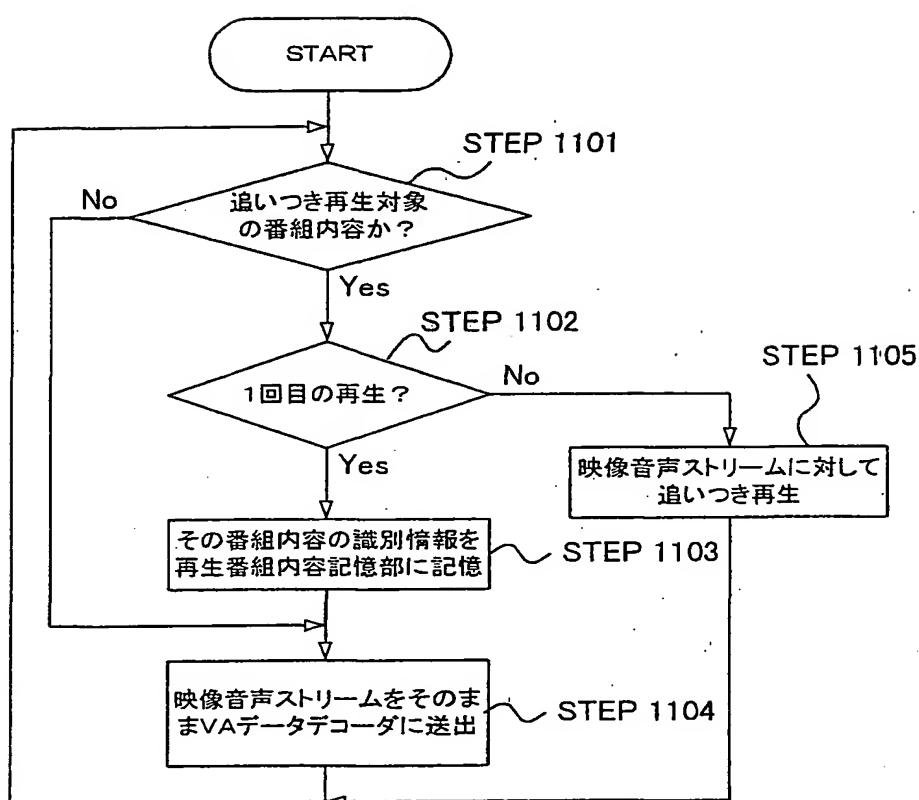 START
STEP 1101
No
追いつき再生対象
の番組内容か？
Yes
STEP 1102
No
STEP 1105
1回目の再生？
Yes
映像音声ストリームに対して
追いつき再生
その番組内容の識別情報を
再生番組内容記憶部に記憶
STEP 1103
映像音声ストリームをそのま
まVAデータデコーダに送出
STEP 1104